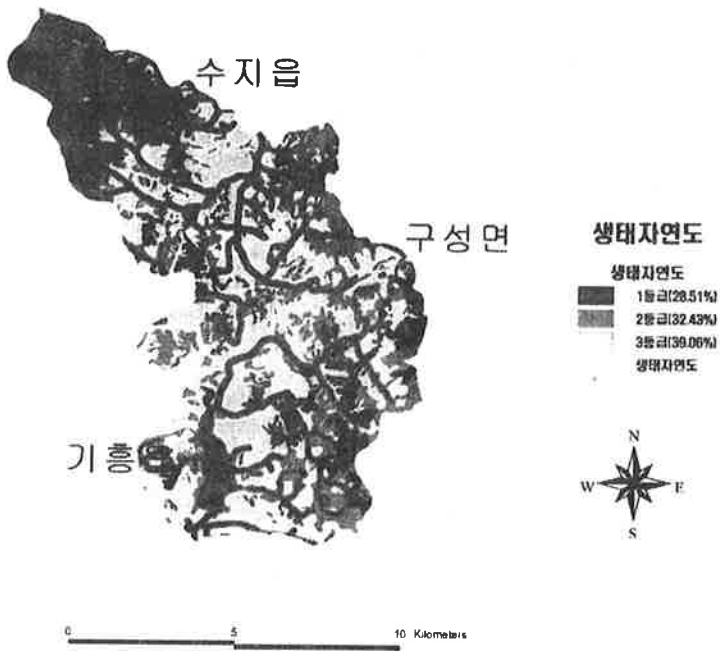 수지읍
구성면
기흥읍
생태자연도
생태자연도
1등급(28.51%)
2등급(32.43%)
3등급(39.06%)
생태자연도
N
W E
S
0 5 10 Kilometers